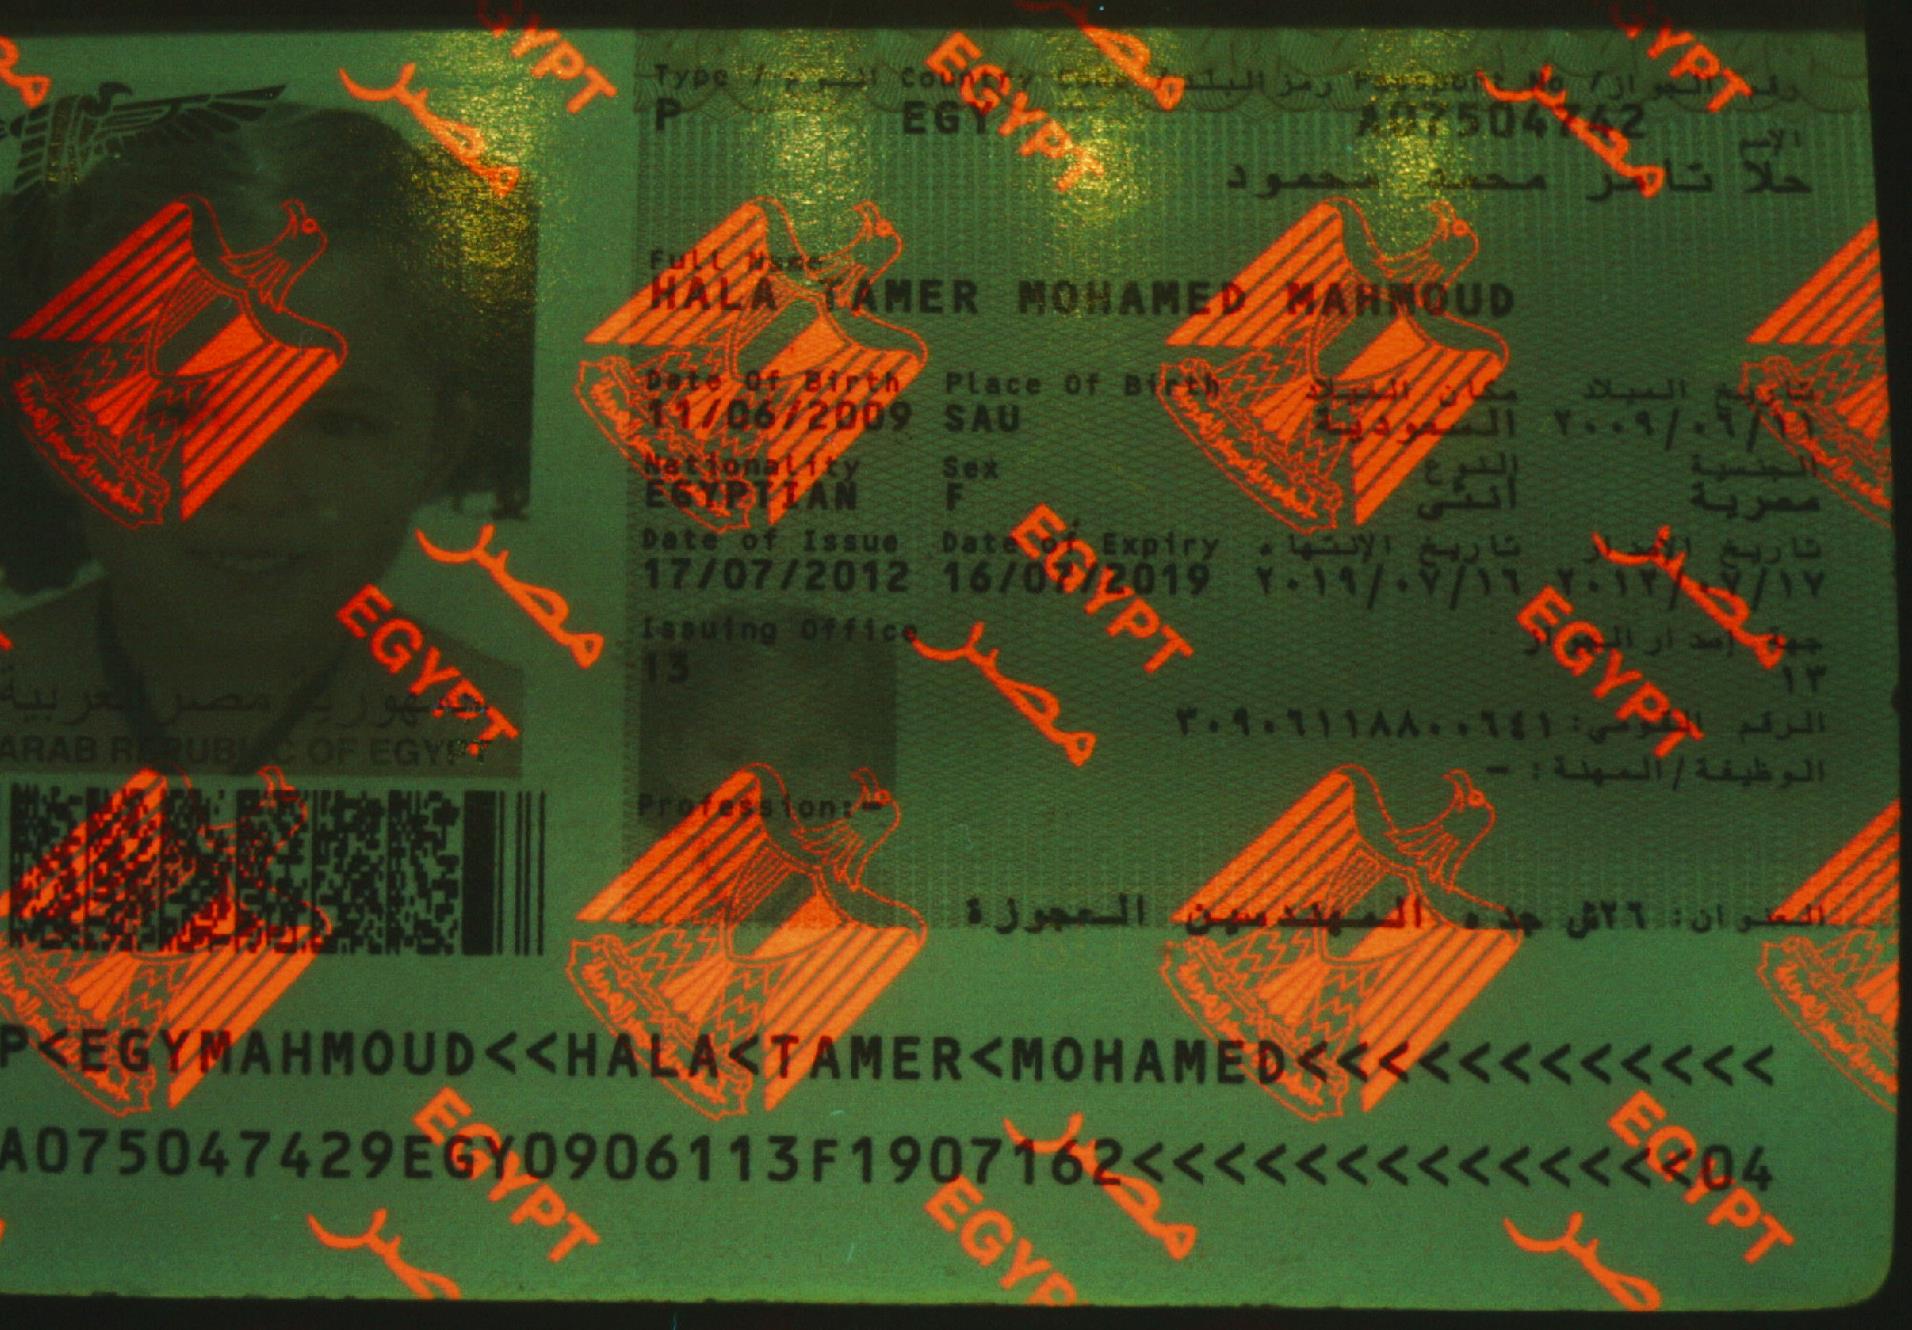 Type / النوع Country Code / رمز البلد Passport No / رقم الجواز
P EGY A07504742
الاسم
حلا تامر محمد محمود
Full Name
HALA TAMER MOHAMED MAHMOUD
Date Of Birth Place Of Birth مكان الميلاد تاريخ الميلاد
11/06/2009 SAU السعودية ٢٠٠٩/٠٦/١١
Nationality Sex النوع الجنسية
EGYPTIAN F أنثى مصرية
Date of Issue Date of Expiry تاريخ الإنتهاء تاريخ الإصدار
17/07/2012 16/07/2019 ٢٠١٩/٠٧/١٦ ٢٠١٢/٠٧/١٧
Issuing Office جهة إصدار الجواز
13 ١٣
الرقم القومي: ٣٠٩٠٦١١٨٨٠٠٦٤١
الوظيفة/المهنة: -
Profession:-
العنوان: ٢٦ش جده المهندسين العجوزة
جمهورية مصر العربية
ARAB REPUBLIC OF EGYPT
P<EGYMAHMOUD<<HALA<TAMER<MOHAMED<<<<<<<<<<<<
A075047429EGY0906113F1907162<<<<<<<<<<<<<<04
EGYPT
مصر